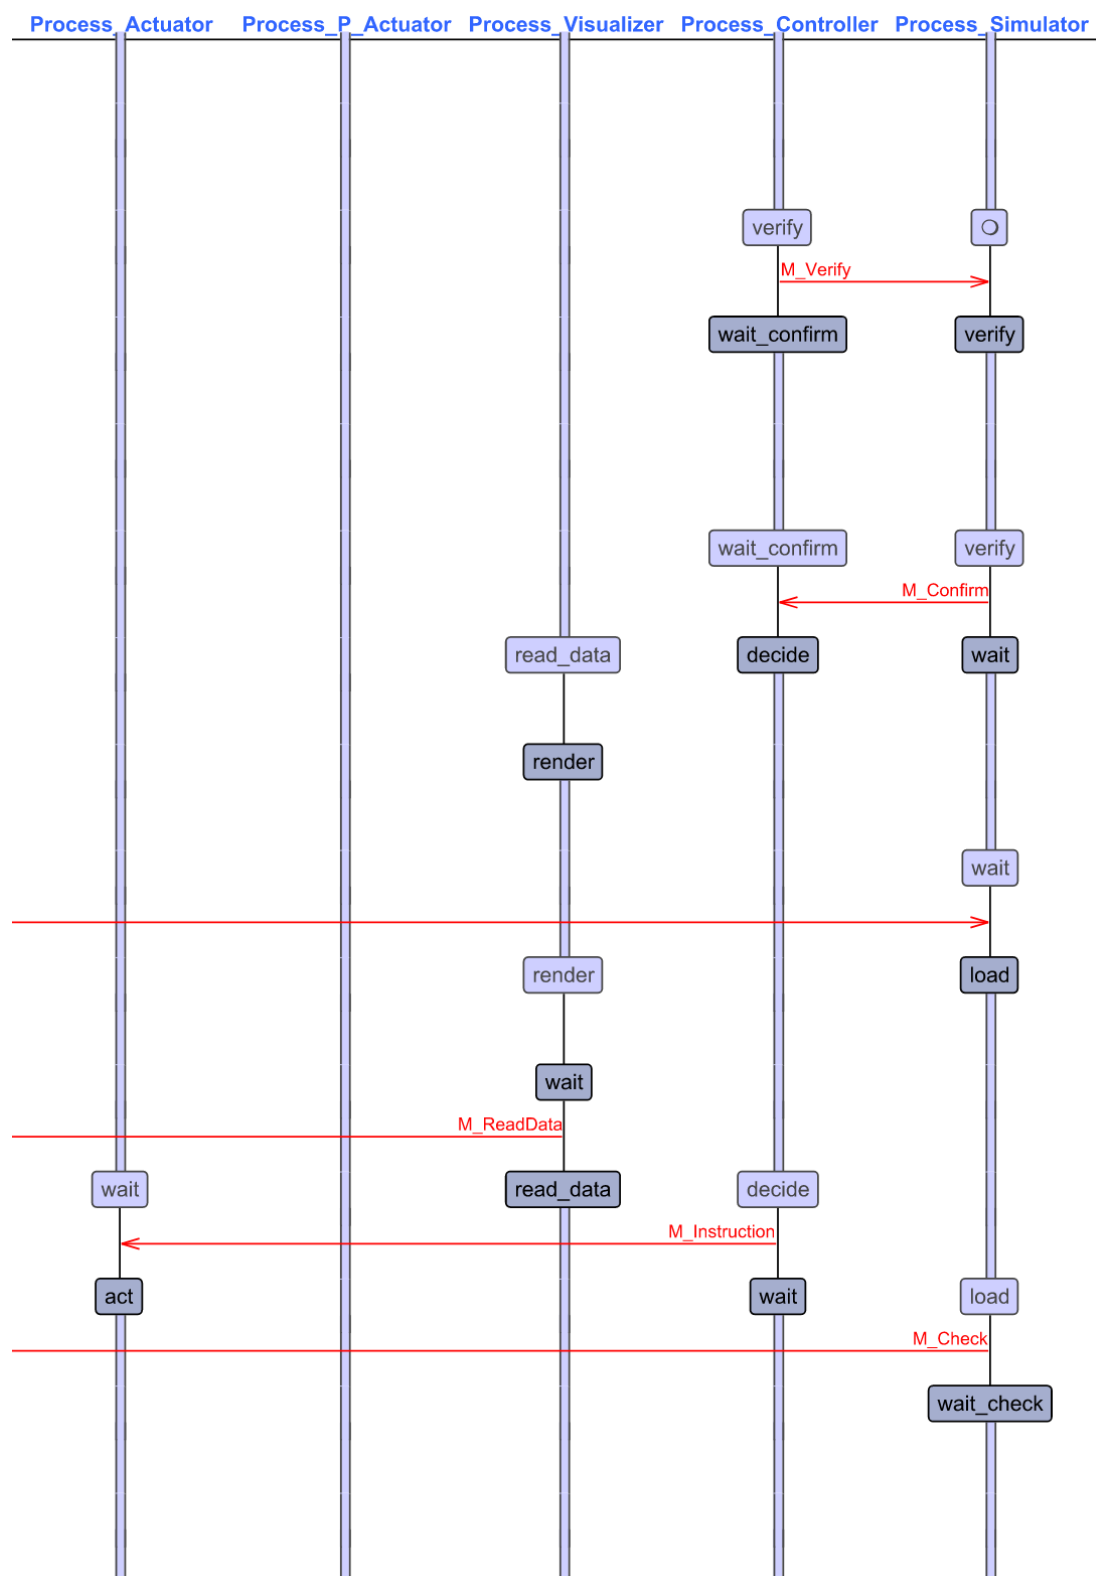 Process_Actuator Process_P_Actuator Process_Visualizer Process_Controller Process_Simulator
verify
M_Verify
wait_confirm verify
wait_confirm verify
M_Confirm
read_data decide wait
render
wait
render load
wait
M_ReadData
wait read_data decide
M_Instruction
act wait load
M_Check
wait_check